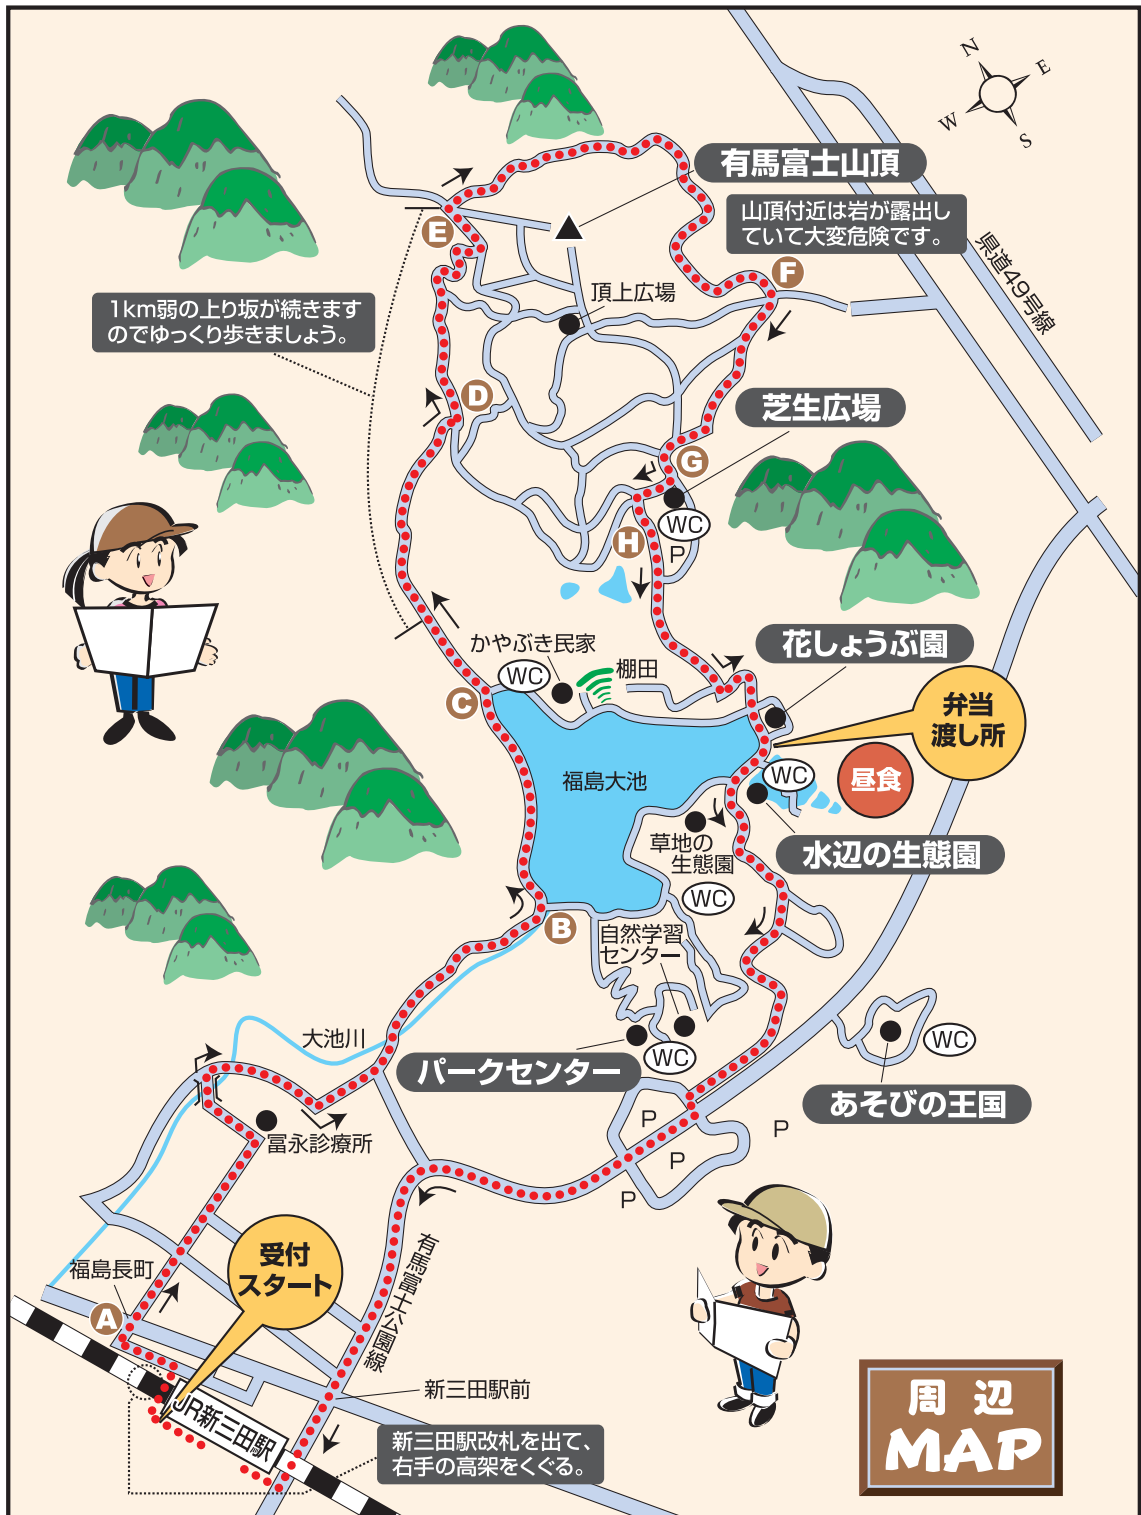 N
E
W
S
有馬富士山頂
山頂付近は岩が露出し
ていて大変危険です。
県道49号線
E
F
頂上広場
1km弱の上り坂が続きます
のでゆっくり歩きましょう。
D
芝生広場
G
WC
H
P
かやぶき民家
WC
棚田
花しょうぶ園
C
弁当
渡し所
福島大池
WC
昼食
草地の
生態園
水辺の生態園
WC
B
自然学習
センター
大池川
パークセンター
WC
WC
あそびの王国
冨永診療所
P
P
P
P
有馬富士公園線
受付
スタート
福島長町
A
新三田駅前
JR新三田駅
新三田駅改札を出て、
右手の高架をくぐる。
周辺
MAP